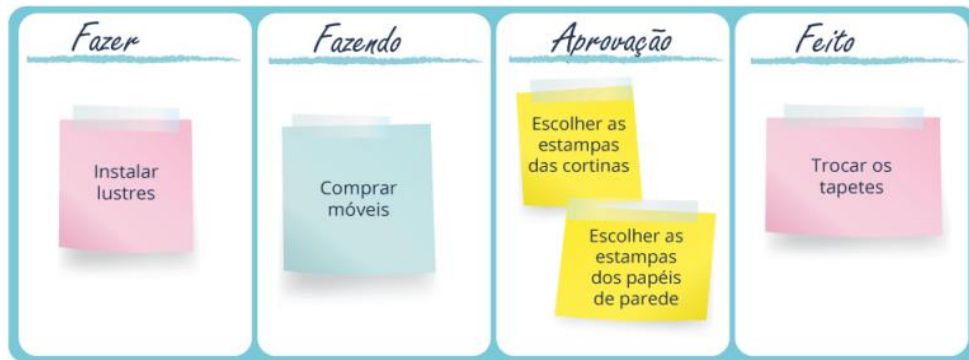 Fazer
Fazendo
Aprovação
Feito
Instalar
lustres
Comprar
móveis
Escolher as
estampas
das cortinas
Escolher as
estampas
dos papéis
de parede
Trocar os
tapetes